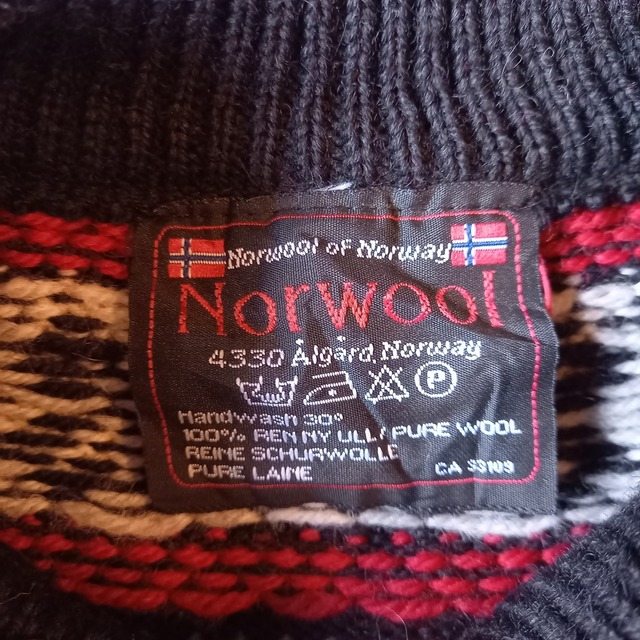 Norwool of Norway
Norwool
4330 Ålgård, Norway
P
Handwash 30°
100% REN NY ULL/PURE WOOL
REINE SCHURWOLLE
PURE LAINE CA 33109